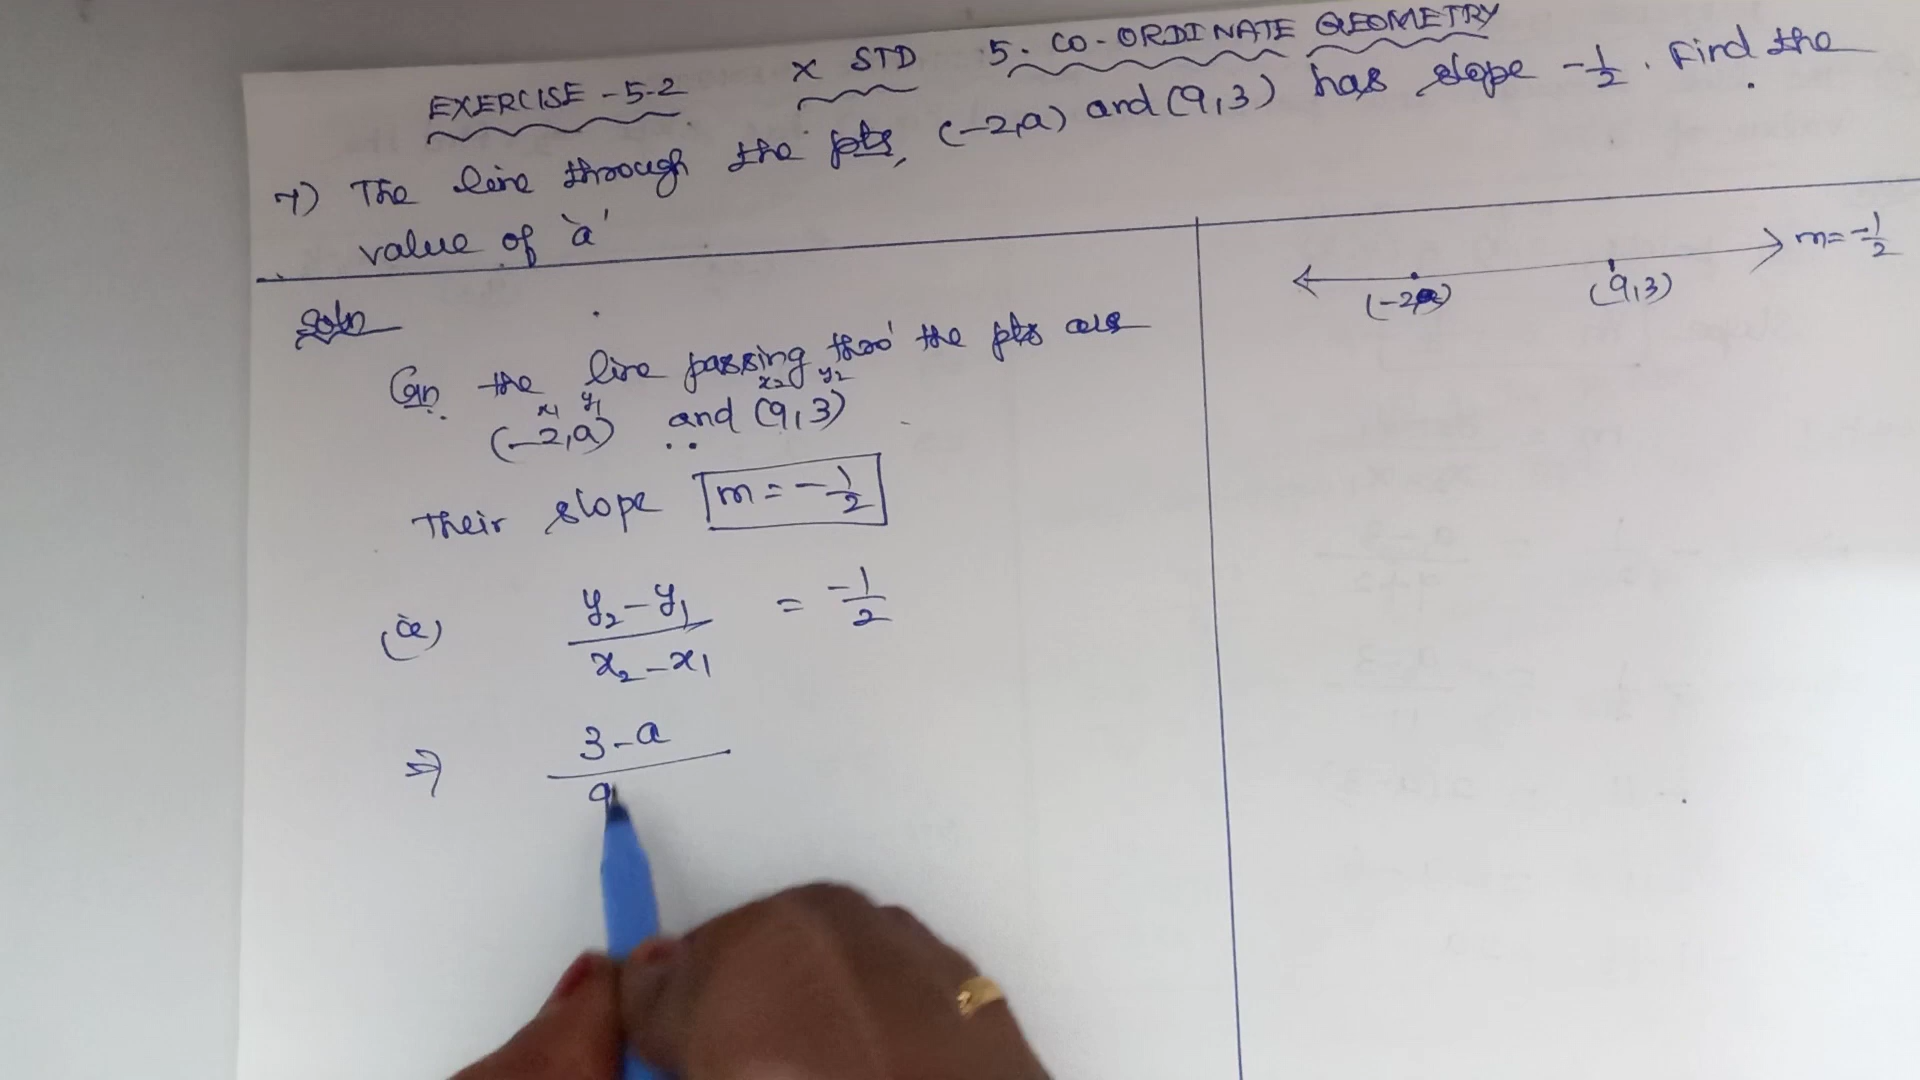 EXERCISE -5.2 X STD 5. CO-ORDINATE GEOMETRY
7) The line through the pts, (-2,a) and (9,3) has slope -1/2. Find the
value of 'a'
Soln
Gn the line passing thro' the pts are
x1 y1 x2 y2
(-2,a) and (9,3)
Their slope m = -1/2
(ie) y2-y1 / x2-x1 = -1/2
⇒ 3-a / 9
m=-1/2
(-2,a) (9,3)